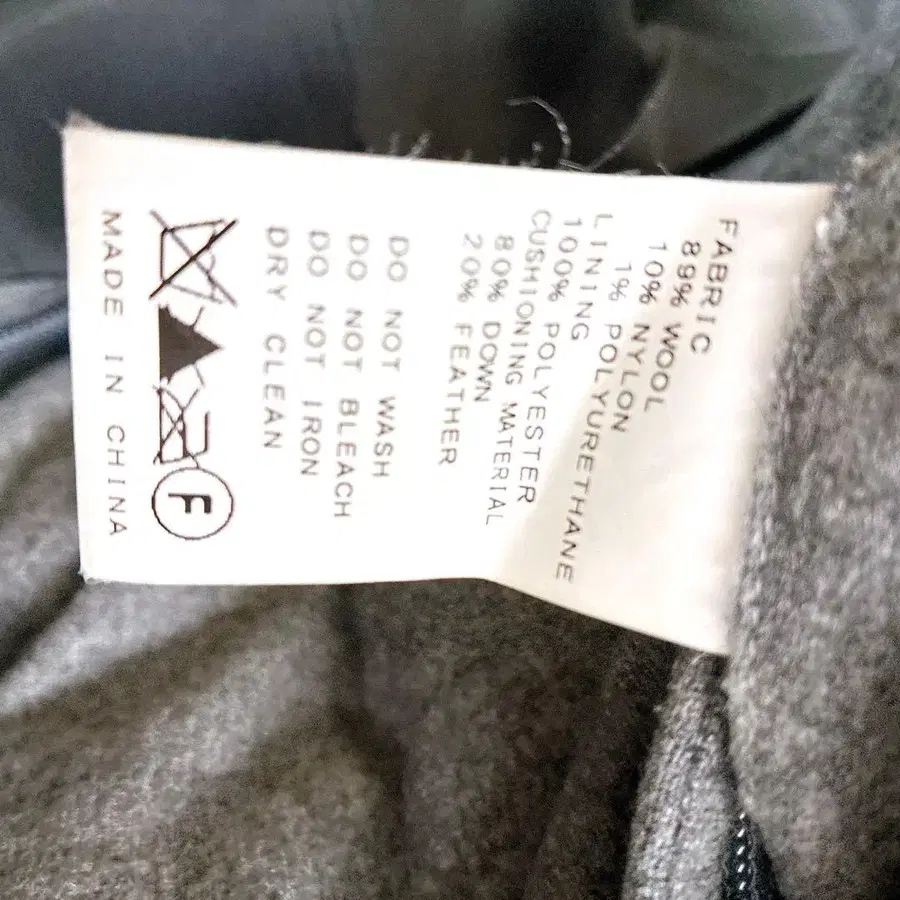 FABRIC
89% WOOL
10% NYLON
1% POLYURETHANE
LINING
100% POLYESTER
CUSHIONING MATERIAL
80% DOWN
20% FEATHER
DO NOT WASH
DO NOT BLEACH
DO NOT IRON
DRY CLEAN
F
MADE IN CHINA